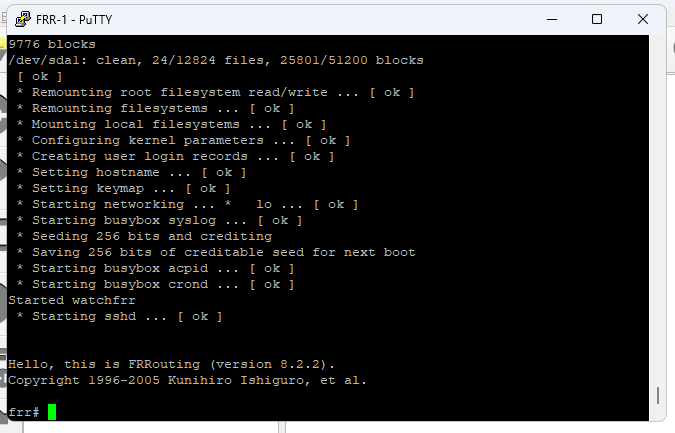 FRR-1 - PuTTY
9776 blocks
/dev/sda1: clean, 24/12824 files, 25801/51200 blocks
[ ok ]
* Remounting root filesystem read/write ... [ ok ]
* Remounting filesystems ... [ ok ]
* Mounting local filesystems ... [ ok ]
* Configuring kernel parameters ... [ ok ]
* Creating user login records ... [ ok ]
* Setting hostname ... [ ok ]
* Setting keymap ... [ ok ]
* Starting networking ... *   lo ... [ ok ]
* Starting busybox syslog ... [ ok ]
* Seeding 256 bits and crediting
* Saving 256 bits of creditable seed for next boot
* Starting busybox acpid ... [ ok ]
* Starting busybox crond ... [ ok ]
Started watchfrr
* Starting sshd ... [ ok ]
Hello, this is FRRouting (version 8.2.2).
Copyright 1996-2005 Kunihiro Ishiguro, et al.
frr#